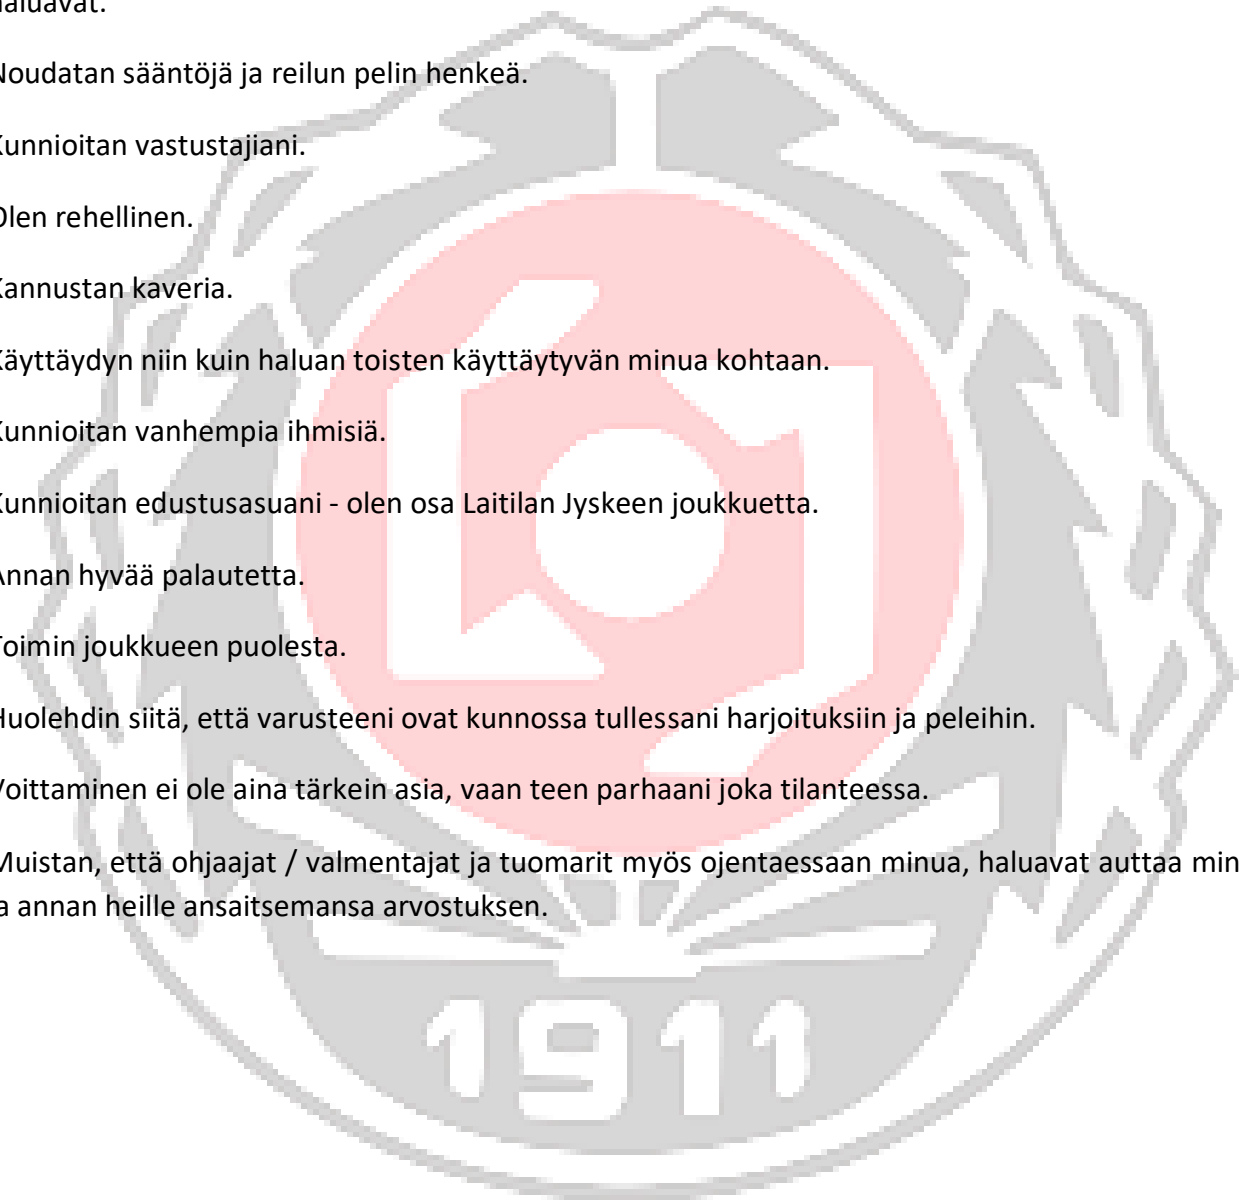 haluavat.
Noudatan sääntöjä ja reilun pelin henkeä.
Kunnioitan vastustajiani.
Olen rehellinen.
Kannustan kaveria.
Käyttäydyn niin kuin haluan toisten käyttäytyvän minua kohtaan.
Kunnioitan vanhempia ihmisiä.
Kunnioitan edustusasuani - olen osa Laitilan Jyskeen joukkuetta.
Annan hyvää palautetta.
Toimin joukkueen puolesta.
Huolehdin siitä, että varusteeni ovat kunnossa tullessani harjoituksiin ja peleihin.
Voittaminen ei ole aina tärkein asia, vaan teen parhaani joka tilanteessa.
Muistan, että ohjaajat / valmentajat ja tuomarit myös ojentaessaan minua, haluavat auttaa min
ja annan heille ansaitsemansa arvostuksen.
1911